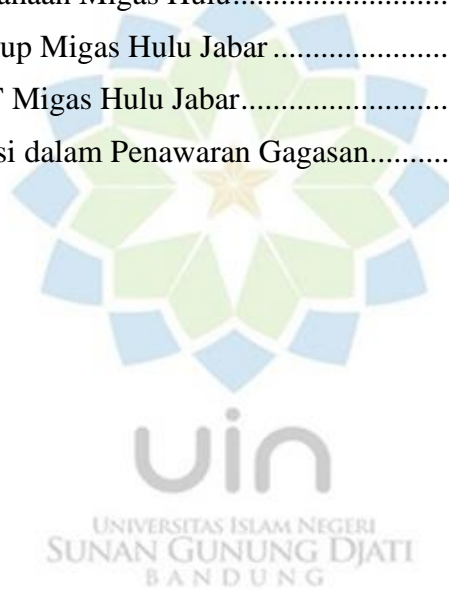 Migas Hulu..........................
up Migas Hulu Jabar..........................
Migas Hulu Jabar..........................
si dalam Penawaran Gagasan..........
uin
UNIVERSITAS ISLAM NEGERI
SUNAN GUNUNG DJATI
BANDUNG